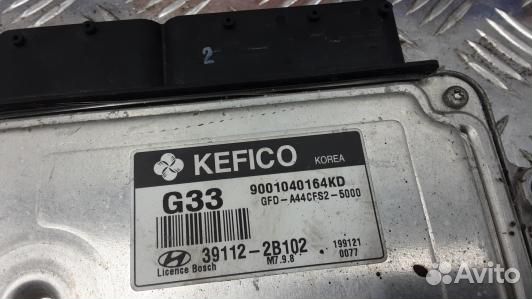 2
KEFICO KOREA
G33 9001040164KD
GFD-A44CFS2-5000
39112-2B102 199121
Licence Bosch M7.9.8 0077
Avito